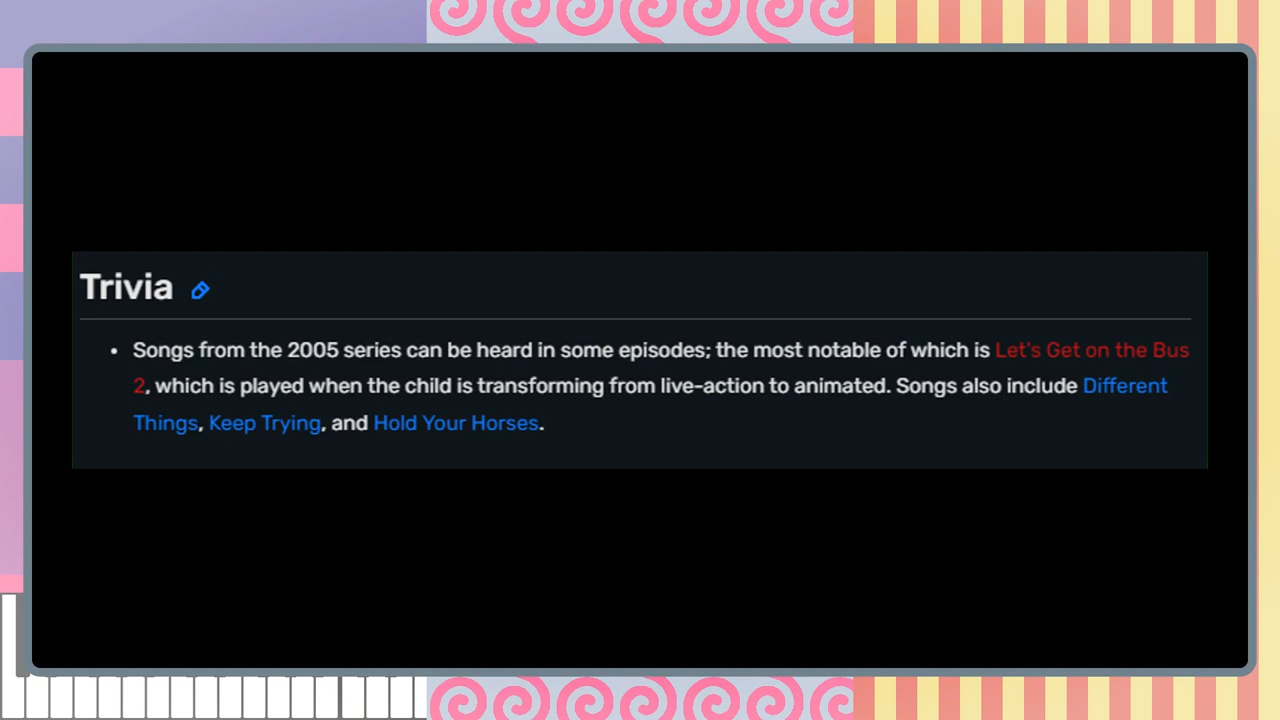 Trivia
• Songs from the 2005 series can be heard in some episodes; the most notable of which is Let's Get on the Bus
2, which is played when the child is transforming from live-action to animated. Songs also include Different
Things, Keep Trying, and Hold Your Horses.